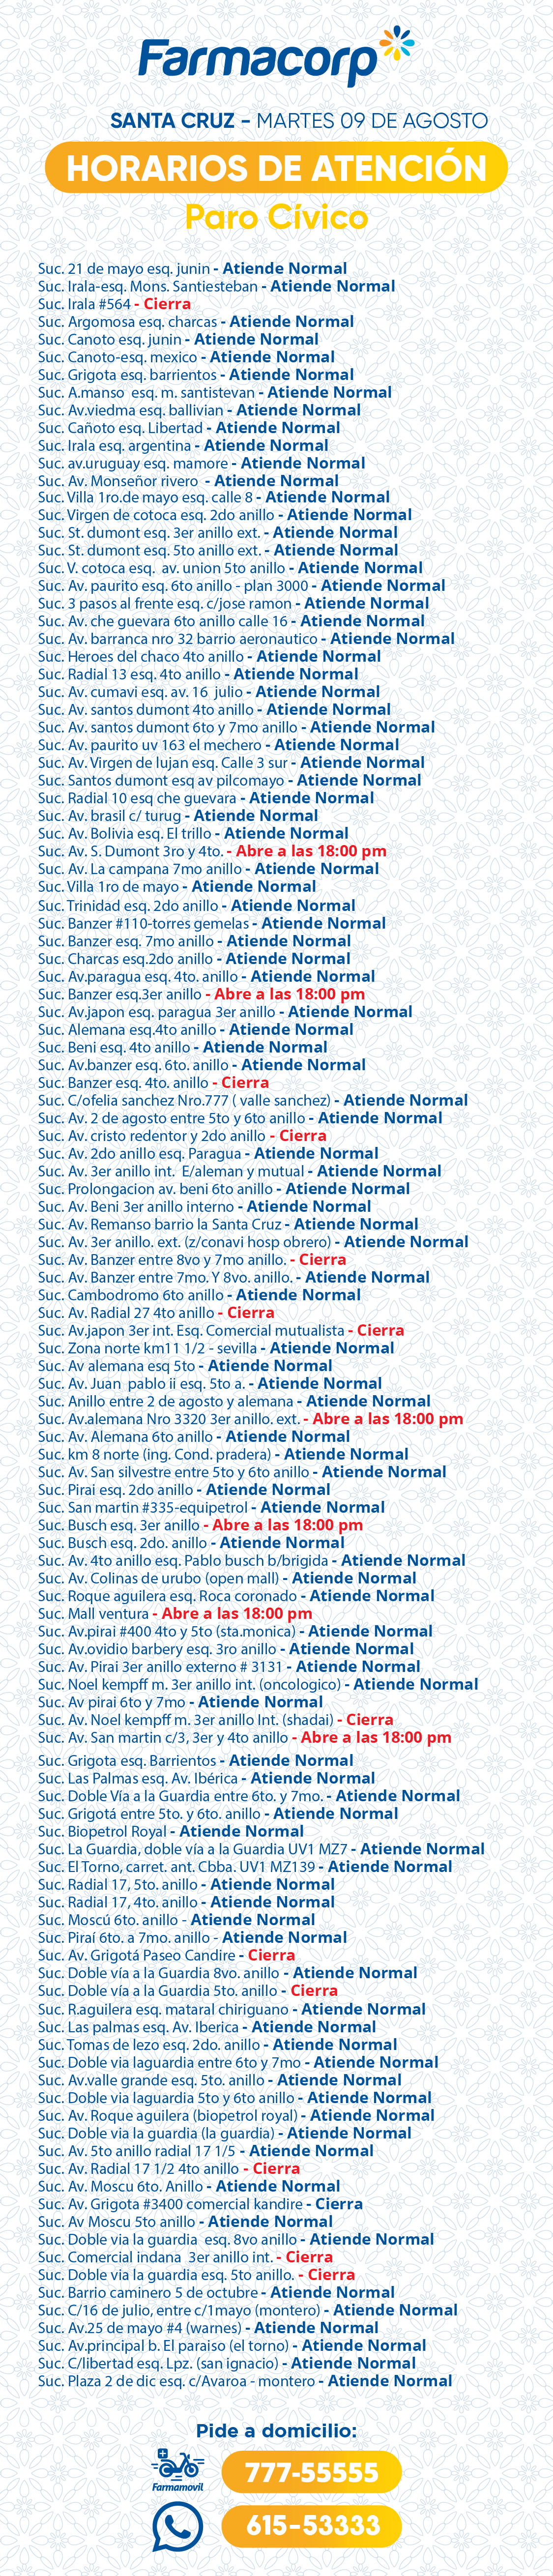 Farmacorp
SANTA CRUZ - MARTES 09 DE AGOSTO
HORARIOS DE ATENCIÓN
Paro Cívico
Suc. 21 de mayo esq. junin - Atiende Normal
Suc. Irala-esq. Mons. Santiesteban - Atiende Normal
Suc. Irala #564 - Cierra
Suc. Argomosa esq. charcas - Atiende Normal
Suc. Canoto esq. junin - Atiende Normal
Suc. Canoto-esq. mexico - Atiende Normal
Suc. Grigota esq. barrientos - Atiende Normal
Suc. A.manso esq. m. santistevan - Atiende Normal
Suc. Av.viedma esq. ballivian - Atiende Normal
Suc. Cañoto esq. Libertad - Atiende Normal
Suc. Irala esq. argentina - Atiende Normal
Suc. av.uruguay esq. mamore - Atiende Normal
Suc. Av. Monseñor rivero - Atiende Normal
Suc. Villa 1ro.de mayo esq. calle 8 - Atiende Normal
Suc. Virgen de cotoca esq. 2do anillo - Atiende Normal
Suc. St. dumont esq. 3er anillo ext. - Atiende Normal
Suc. St. dumont esq. 5to anillo ext. - Atiende Normal
Suc. V. cotoca esq. av. union 5to anillo - Atiende Normal
Suc. Av. paurito esq. 6to anillo - plan 3000 - Atiende Normal
Suc. 3 pasos al frente esq. c/jose ramon - Atiende Normal
Suc. Av. che guevara 6to anillo calle 16 - Atiende Normal
Suc. Av. barranca nro 32 barrio aeronautico - Atiende Normal
Suc. Heroes del chaco 4to anillo - Atiende Normal
Suc. Radial 13 esq. 4to anillo - Atiende Normal
Suc. Av. cumavi esq. av. 16 julio - Atiende Normal
Suc. Av. santos dumont 4to anillo - Atiende Normal
Suc. Av. santos dumont 6to y 7mo anillo - Atiende Normal
Suc. Av. paurito uv 163 el mechero - Atiende Normal
Suc. Av. Virgen de lujan esq. Calle 3 sur - Atiende Normal
Suc. Santos dumont esq av pilcomayo - Atiende Normal
Suc. Radial 10 esq che guevara - Atiende Normal
Suc. Av. brasil c/ turug - Atiende Normal
Suc. Av. Bolivia esq. El trillo - Atiende Normal
Suc. Av. S. Dumont 3ro y 4to. - Abre a las 18:00 pm
Suc. Av. La campana 7mo anillo - Atiende Normal
Suc. Villa 1ro de mayo - Atiende Normal
Suc. Trinidad esq. 2do anillo - Atiende Normal
Suc. Banzer #110-torres gemelas - Atiende Normal
Suc. Banzer esq. 7mo anillo - Atiende Normal
Suc. Charcas esq.2do anillo - Atiende Normal
Suc. Av.paragua esq. 4to. anillo - Atiende Normal
Suc. Banzer esq.3er anillo - Abre a las 18:00 pm
Suc. Av.japon esq. paragua 3er anillo - Atiende Normal
Suc. Alemana esq.4to anillo - Atiende Normal
Suc. Beni esq. 4to anillo - Atiende Normal
Suc. Av.banzer esq. 6to. anillo - Atiende Normal
Suc. Banzer esq. 4to. anillo - Cierra
Suc. C/ofelia sanchez Nro.777 ( valle sanchez) - Atiende Normal
Suc. Av. 2 de agosto entre 5to y 6to anillo - Atiende Normal
Suc. Av. cristo redentor y 2do anillo - Cierra
Suc. Av. 2do anillo esq. Paragua - Atiende Normal
Suc. Av. 3er anillo int. E/aleman y mutual - Atiende Normal
Suc. Prolongacion av. beni 6to anillo - Atiende Normal
Suc. Av. Beni 3er anillo interno - Atiende Normal
Suc. Av. Remanso barrio la Santa Cruz - Atiende Normal
Suc. Av. 3er anillo. ext. (z/conavi hosp obrero) - Atiende Normal
Suc. Av. Banzer entre 8vo y 7mo anillo. - Cierra
Suc. Av. Banzer entre 7mo. Y 8vo. anillo. - Atiende Normal
Suc. Cambodromo 6to anillo - Atiende Normal
Suc. Av. Radial 27 4to anillo - Cierra
Suc. Av.japon 3er int. Esq. Comercial mutualista - Cierra
Suc. Zona norte km11 1/2 - sevilla - Atiende Normal
Suc. Av alemana esq 5to - Atiende Normal
Suc. Av. Juan pablo ii esq. 5to a. - Atiende Normal
Suc. Anillo entre 2 de agosto y alemana - Atiende Normal
Suc. Av.alemana Nro 3320 3er anillo. ext. - Abre a las 18:00 pm
Suc. Av. Alemana 6to anillo - Atiende Normal
Suc. km 8 norte (ing. Cond. pradera) - Atiende Normal
Suc. Av. San silvestre entre 5to y 6to anillo - Atiende Normal
Suc. Pirai esq. 2do anillo - Atiende Normal
Suc. San martin #335-equipetrol - Atiende Normal
Suc. Busch esq. 3er anillo - Abre a las 18:00 pm
Suc. Busch esq. 2do. anillo - Atiende Normal
Suc. Av. 4to anillo esq. Pablo busch b/brigida - Atiende Normal
Suc. Av. Colinas de urubo (open mall) - Atiende Normal
Suc. Roque aguilera esq. Roca coronado - Atiende Normal
Suc. Mall ventura - Abre a las 18:00 pm
Suc. Av.pirai #400 4to y 5to (sta.monica) - Atiende Normal
Suc. Av.ovidio barbery esq. 3ro anillo - Atiende Normal
Suc. Av. Pirai 3er anillo externo # 3131 - Atiende Normal
Suc. Noel kempff m. 3er anillo int. (oncologico) - Atiende Normal
Suc. Av pirai 6to y 7mo - Atiende Normal
Suc. Av. Noel kempff m. 3er anillo Int. (shadai) - Cierra
Suc. Av. San martin c/3, 3er y 4to anillo - Abre a las 18:00 pm
Suc. Grigota esq. Barrientos - Atiende Normal
Suc. Las Palmas esq. Av. Ibérica - Atiende Normal
Suc. Doble Vía a la Guardia entre 6to. y 7mo. - Atiende Normal
Suc. Grigotá entre 5to. y 6to. anillo - Atiende Normal
Suc. Biopetrol Royal - Atiende Normal
Suc. La Guardia, doble vía a la Guardia UV1 MZ7 - Atiende Normal
Suc. El Torno, carret. ant. Cbba. UV1 MZ139 - Atiende Normal
Suc. Radial 17, 5to. anillo - Atiende Normal
Suc. Radial 17, 4to. anillo - Atiende Normal
Suc. Moscú 6to. anillo - Atiende Normal
Suc. Piraí 6to. a 7mo. anillo - Atiende Normal
Suc. Av. Grigotá Paseo Candire - Cierra
Suc. Doble vía a la Guardia 8vo. anillo - Atiende Normal
Suc. Doble vía a la Guardia 5to. anillo - Cierra
Suc. R.aguilera esq. mataral chiriguano - Atiende Normal
Suc. Las palmas esq. Av. Iberica - Atiende Normal
Suc. Tomas de lezo esq. 2do. anillo - Atiende Normal
Suc. Doble via laguardia entre 6to y 7mo - Atiende Normal
Suc. Av.valle grande esq. 5to. anillo - Atiende Normal
Suc. Doble via laguardia 5to y 6to anillo - Atiende Normal
Suc. Av. Roque aguilera (biopetrol royal) - Atiende Normal
Suc. Doble via la guardia (la guardia) - Atiende Normal
Suc. Av. 5to anillo radial 17 1/5 - Atiende Normal
Suc. Av. Radial 17 1/2 4to anillo - Cierra
Suc. Av. Moscu 6to. Anillo - Atiende Normal
Suc. Av. Grigota #3400 comercial kandire - Cierra
Suc. Av Moscu 5to anillo - Atiende Normal
Suc. Doble via la guardia esq. 8vo anillo - Atiende Normal
Suc. Comercial indana 3er anillo int. - Cierra
Suc. Doble via la guardia esq. 5to anillo. - Cierra
Suc. Barrio caminero 5 de octubre - Atiende Normal
Suc. C/16 de julio, entre c/1mayo (montero) - Atiende Normal
Suc. Av.25 de mayo #4 (warnes) - Atiende Normal
Suc. Av.principal b. El paraiso (el torno) - Atiende Normal
Suc. C/libertad esq. Lpz. (san ignacio) - Atiende Normal
Suc. Plaza 2 de dic esq. c/Avaroa - montero - Atiende Normal
Pide a domicilio:
Farmamovil
777-55555
615-53333